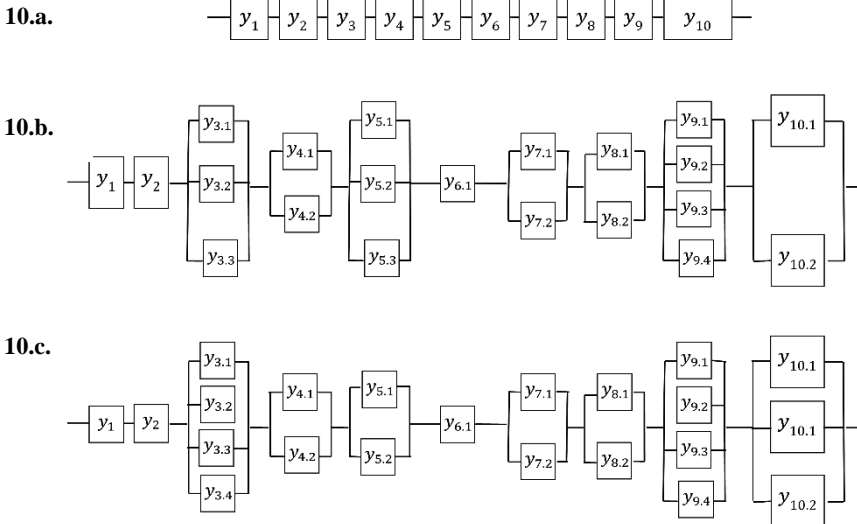 10.a.
y1 y2 y3 y4 y5 y6 y7 y8 y9 y10
10.b.
y1 y2
y3.1
y3.2
y3.3
y4.1
y4.2
y5.1
y5.2
y5.3
y6.1
y7.1
y7.2
y8.1
y8.2
y9.1
y9.2
y9.3
y9.4
y10.1
y10.2
10.c.
y1 y2
y3.1
y3.2
y3.3
y3.4
y4.1
y4.2
y5.1
y5.2
y6.1
y7.1
y7.2
y8.1
y8.2
y9.1
y9.2
y9.3
y9.4
y10.1
y10.1
y10.2